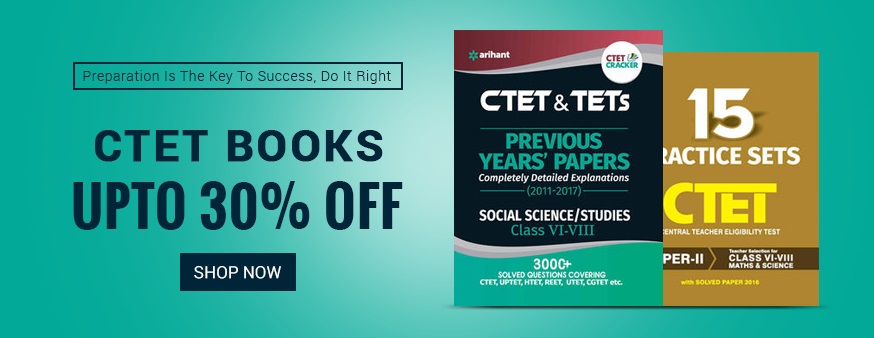 Preparation Is The Key To Success, Do It Right
CTET BOOKS
UPTO 30% OFF
SHOP NOW
arihant
CTET
CRACKER
CTET & TETs
PREVIOUS
YEARS' PAPERS
Completely Detailed Explanations
(2011-2017)
SOCIAL SCIENCE/STUDIES
Class VI-VIII
3000+
SOLVED QUESTIONS COVERING
CTET, UPTET, HTET, REET, UTET, CGTET etc.
15
RACTICE SETS
CTET
ENTRAL TEACHER ELIGIBILITY TEST
PER-II
Teacher Selection for
CLASS VI-VIII
MATHS & SCIENCE
with SOLVED PAPER 2016